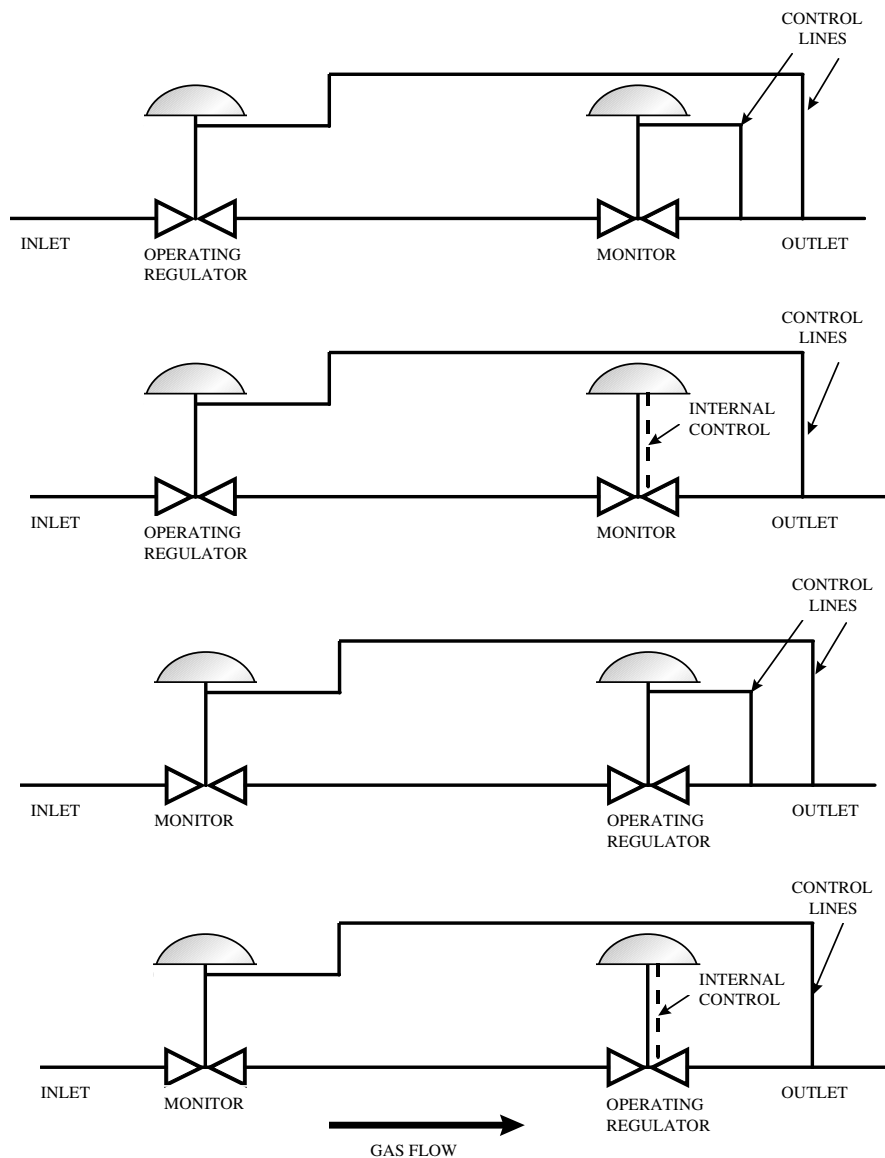 CONTROL
LINES
INLET
OPERATING
REGULATOR
MONITOR
OUTLET
CONTROL
LINES
INTERNAL
CONTROL
INLET
OPERATING
REGULATOR
MONITOR
OUTLET
CONTROL
LINES
INLET
MONITOR
OPERATING
REGULATOR
OUTLET
CONTROL
LINES
INTERNAL
CONTROL
INLET
MONITOR
OPERATING
REGULATOR
OUTLET
GAS FLOW